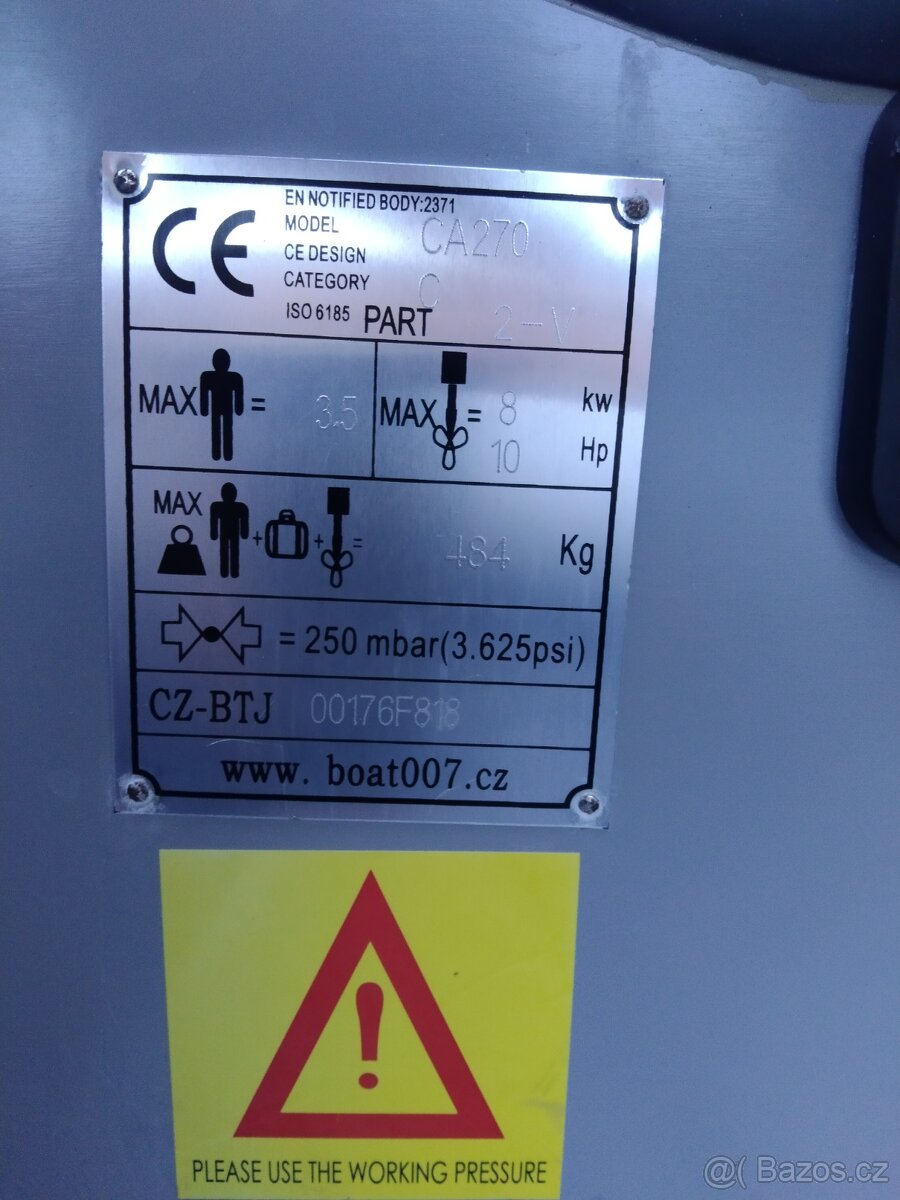 CE
EN NOTIFIED BODY:2371
MODEL CA270
CE DESIGN
CATEGORY C
ISO 6185 PART 2-V
MAX = 3.5
MAX = 8 kw
10 Hp
MAX
+ + = 484 Kg
= 250 mbar(3.625psi)
CZ-BTJ 00176F818
www. boat007.cz
!
PLEASE USE THE WORKING PRESSURE
@( Bazos.cz